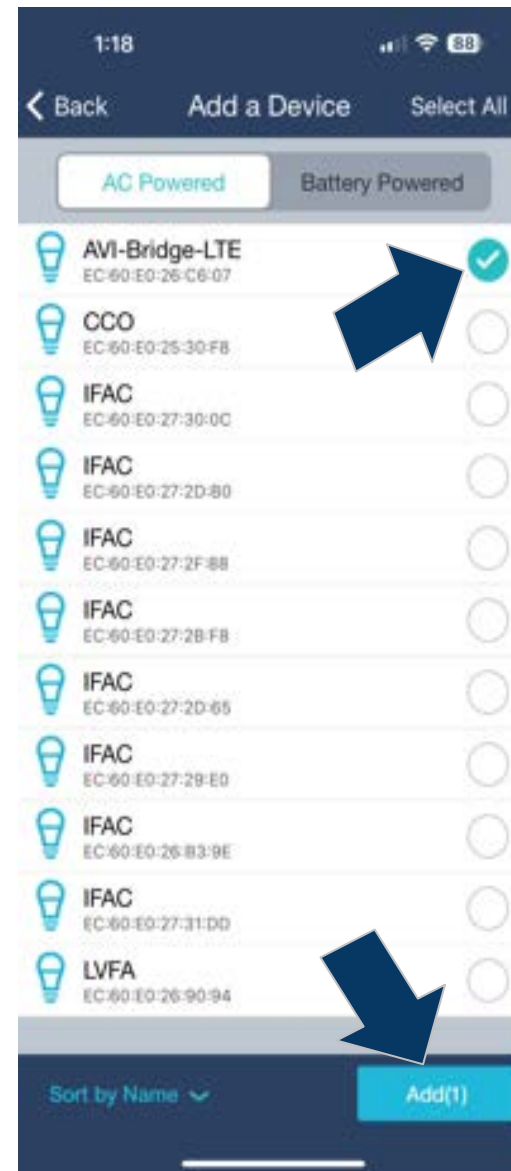 1:18
88
Back
Add a Device
Select All
AC Powered
Battery Powered
AVI-Bridge-LTE
EC:60:E0:26:C6:07
CCO
EC:60:E0:25:30:F8
IFAC
EC:60:E0:27:30:0C
IFAC
EC:60:E0:27:2D:80
IFAC
EC:60:E0:27:2F:88
IFAC
EC:60:E0:27:2B:F8
IFAC
EC:60:E0:27:2D:65
IFAC
EC:60:E0:27:29:E0
IFAC
EC:60:E0:26:B3:9E
IFAC
EC:60:E0:27:31:DD
LVFA
EC:60:E0:26:90:94
Sort by Name
Add(1)